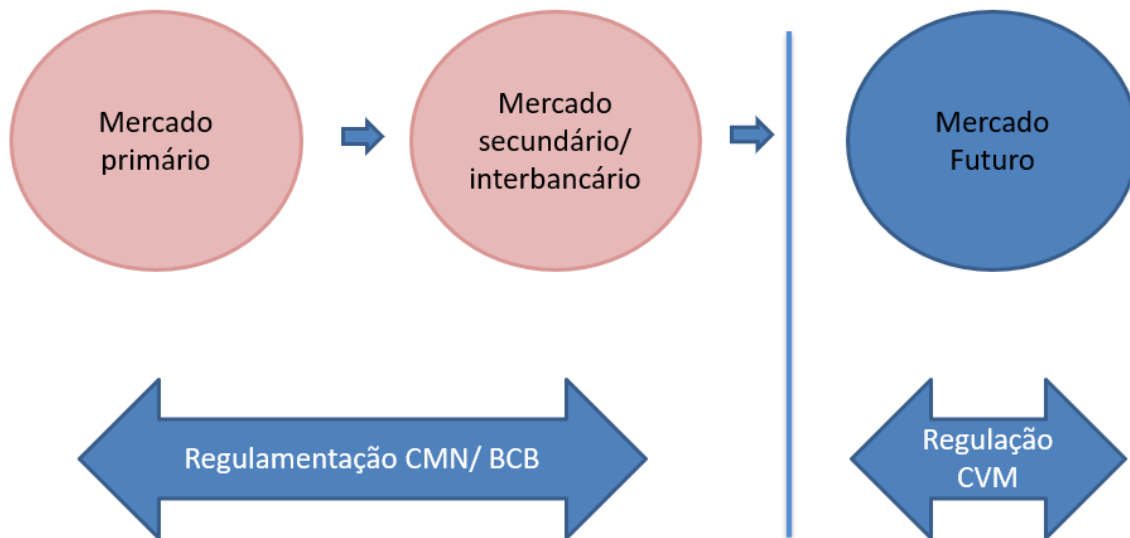 Mercado
primário
Mercado
secundário/
interbancário
Mercado
Futuro
Regulamentação CMN/ BCB
Regulação
CVM